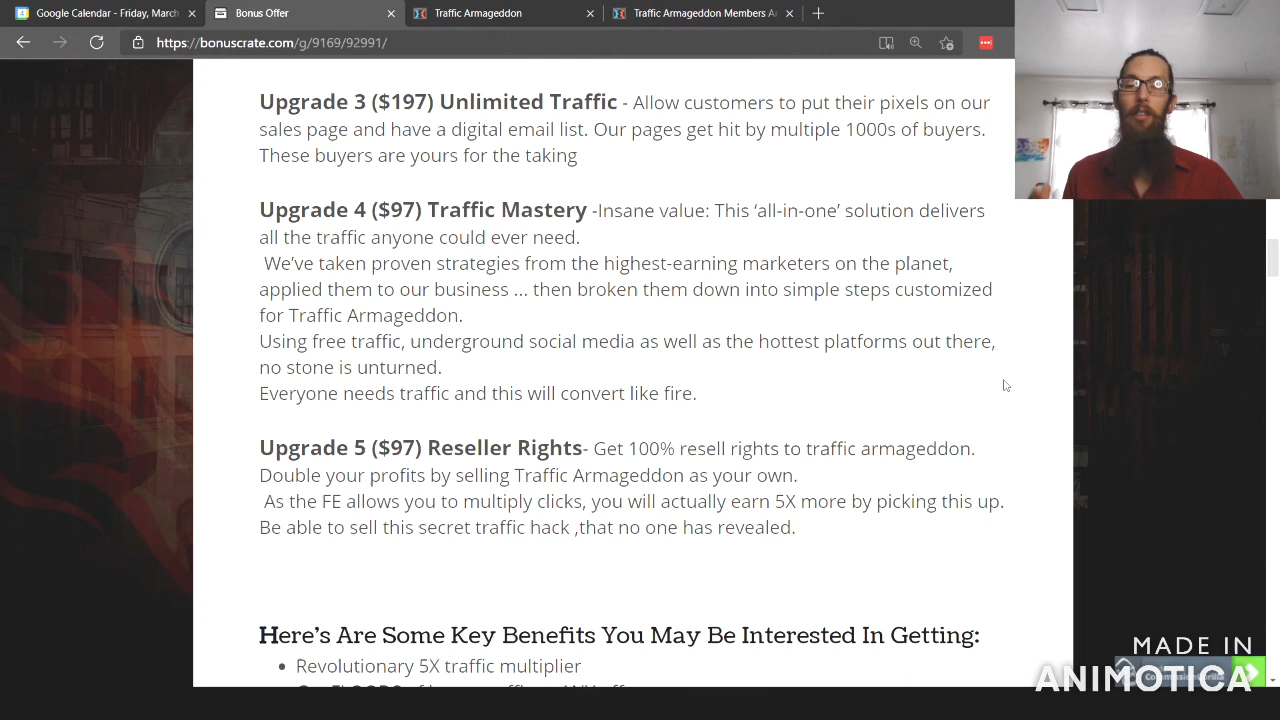 Google Calendar - Friday, March
Bonus Offer
Traffic Armageddon
Traffic Armageddon Members A
https://bonuscrate.com/g/9169/92991/
Upgrade 3 ($197) Unlimited Traffic - Allow customers to put their pixels on our
sales page and have a digital email list. Our pages get hit by multiple 1000s of buyers.
These buyers are yours for the taking
Upgrade 4 ($97) Traffic Mastery -Insane value: This ‘all-in-one’ solution delivers
all the traffic anyone could ever need.
We’ve taken proven strategies from the highest-earning marketers on the planet,
applied them to our business ... then broken them down into simple steps customized
for Traffic Armageddon.
Using free traffic, underground social media as well as the hottest platforms out there,
no stone is unturned.
Everyone needs traffic and this will convert like fire.
Upgrade 5 ($97) Reseller Rights- Get 100% resell rights to traffic armageddon.
Double your profits by selling Traffic Armageddon as your own.
As the FE allows you to multiply clicks, you will actually earn 5X more by picking this up.
Be able to sell this secret traffic hack ,that no one has revealed.
Here’s Are Some Key Benefits You May Be Interested In Getting:
Revolutionary 5X traffic multiplier
MADE IN
ANIMOTICA